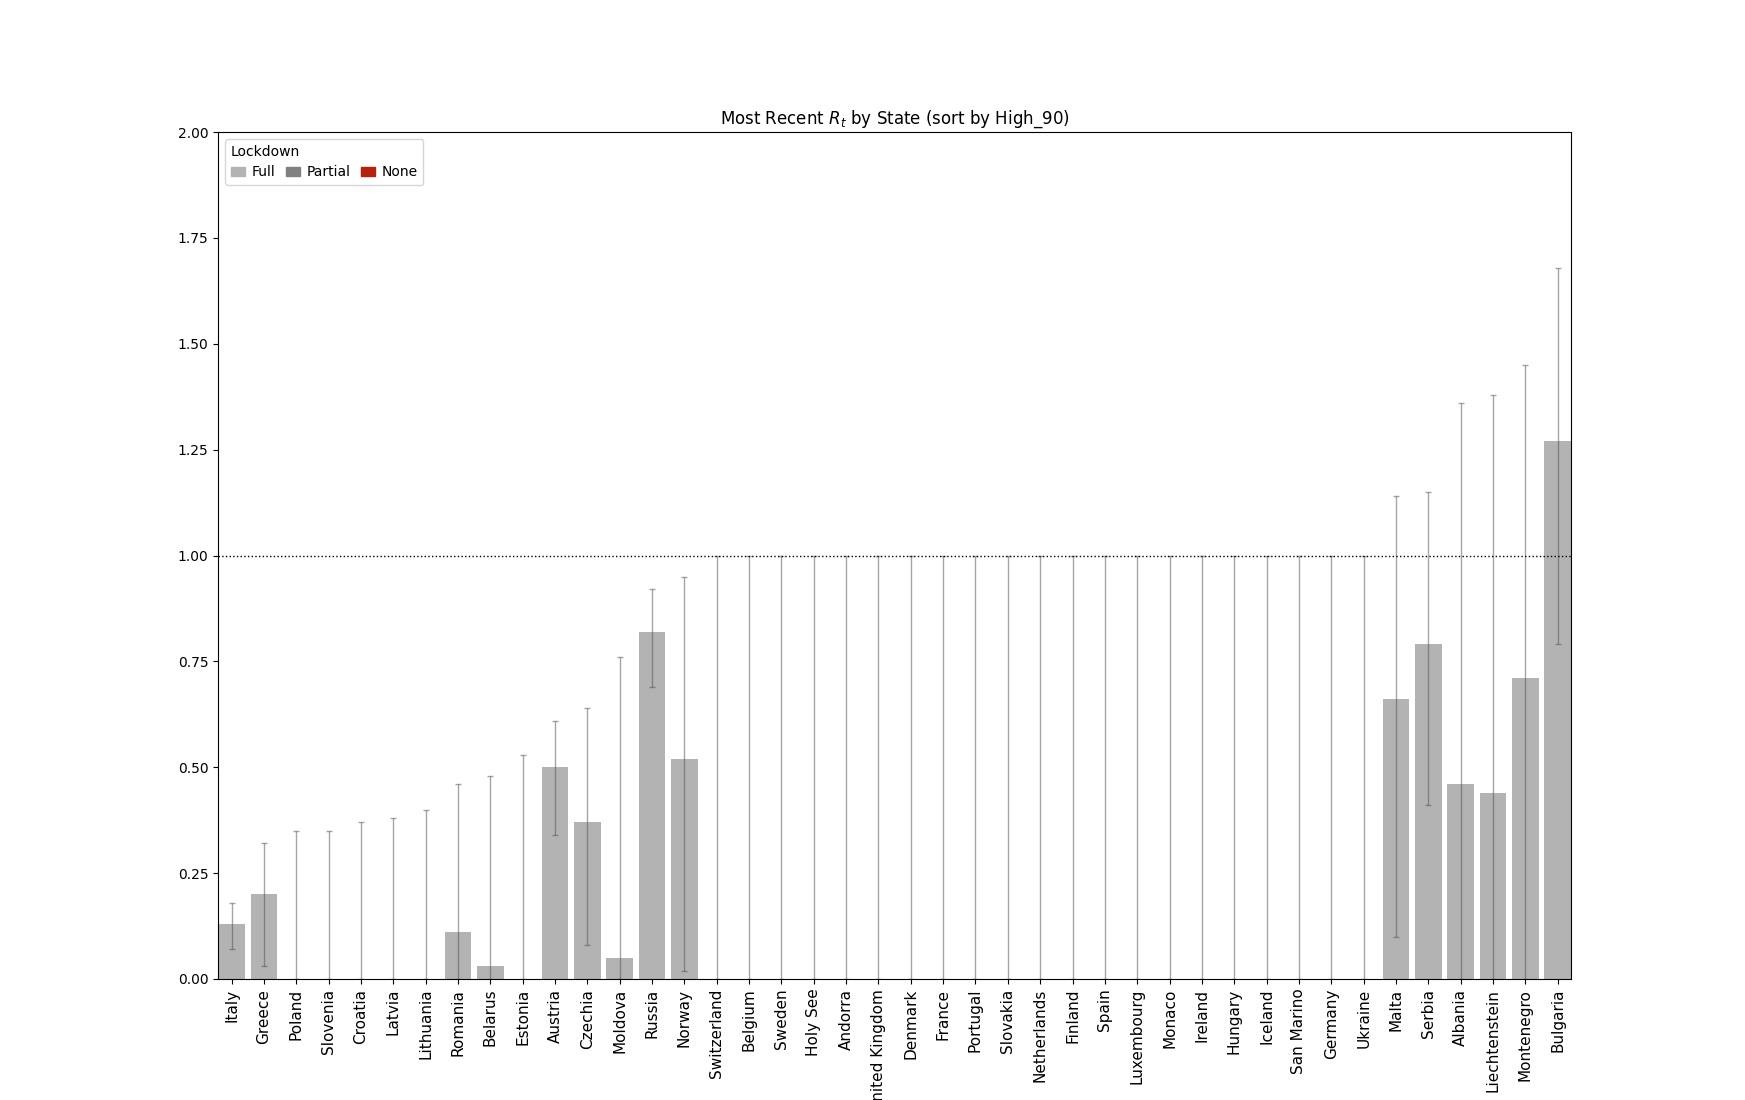 Most Recent R_t by State (sort by High_90)
Lockdown
Full Partial None
2.00
1.75
1.50
1.25
1.00
0.75
0.50
0.25
0.00
Italy
Greece
Poland
Slovenia
Croatia
Latvia
Lithuania
Romania
Belarus
Estonia
Austria
Czechia
Moldova
Russia
Norway
Switzerland
Belgium
Sweden
Holy See
Andorra
nited Kingdom
Denmark
France
Portugal
Slovakia
Netherlands
Finland
Spain
Luxembourg
Monaco
Ireland
Hungary
Iceland
San Marino
Germany
Ukraine
Malta
Serbia
Albania
Liechtenstein
Montenegro
Bulgaria